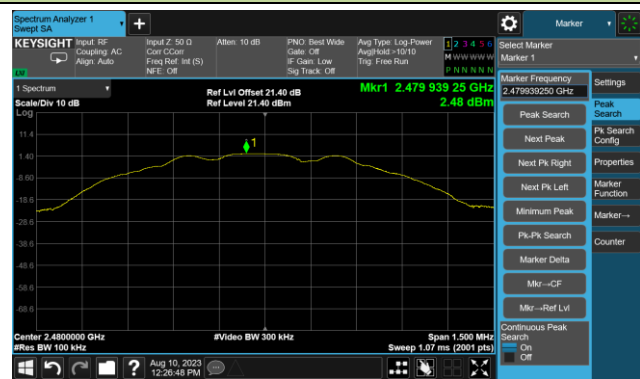 Spectrum Analyzer 1
Swept SA
Marker
KEYSIGHT
Input: RF
Coupling: AC
Align: Auto
Input Z: 50 Ω
Corr CCorr
Freq Ref: Int (S)
NFE: Off
Atten: 10 dB
PNO: Best Wide
Gate: Off
IF Gain: Low
Sig Track: Off
Avg Type: Log-Power
Avg|Hold:>10/10
Trig: Free Run
1 2 3 4 5 6
M W W W W W
P N N N N N
LXI
1 Spectrum
Scale/Div 10 dB
Log
Ref Lvl Offset 21.40 dB
Ref Level 21.40 dBm
Mkr1 2.479 939 25 GHz
2.48 dBm
1
11.4
1.40
-8.60
-18.6
-28.6
-38.6
-48.6
-58.6
-68.6
Center 2.4800000 GHz
#Res BW 100 kHz
#Video BW 300 kHz
Span 1.500 MHz
Sweep 1.07 ms (2001 pts)
Select Marker
Marker 1
Marker Frequency
2.479939250 GHz
Peak Search
Next Peak
Next Pk Right
Next Pk Left
Minimum Peak
Pk-Pk Search
Marker Delta
Mkr→CF
Mkr→Ref Lvl
Continuous Peak
Search
On
Off
Settings
Peak
Search
Pk Search
Config
Properties
Marker
Function
Marker→
Counter
Aug 10, 2023
12:26:48 PM